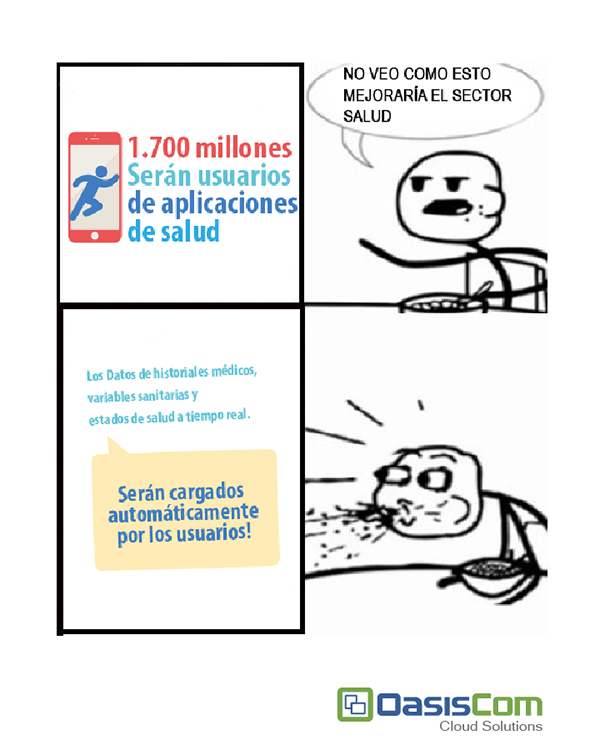 1.700 millones
Serán usuarios
de aplicaciones
de salud
NO VEO COMO ESTO
MEJORARÍA EL SECTOR
SALUD
Los Datos de historiales médicos,
variables sanitarias y
estados de salud a tiempo real.
Serán cargados
automáticamente
por los usuarios!
OasisCom
Cloud Solutions